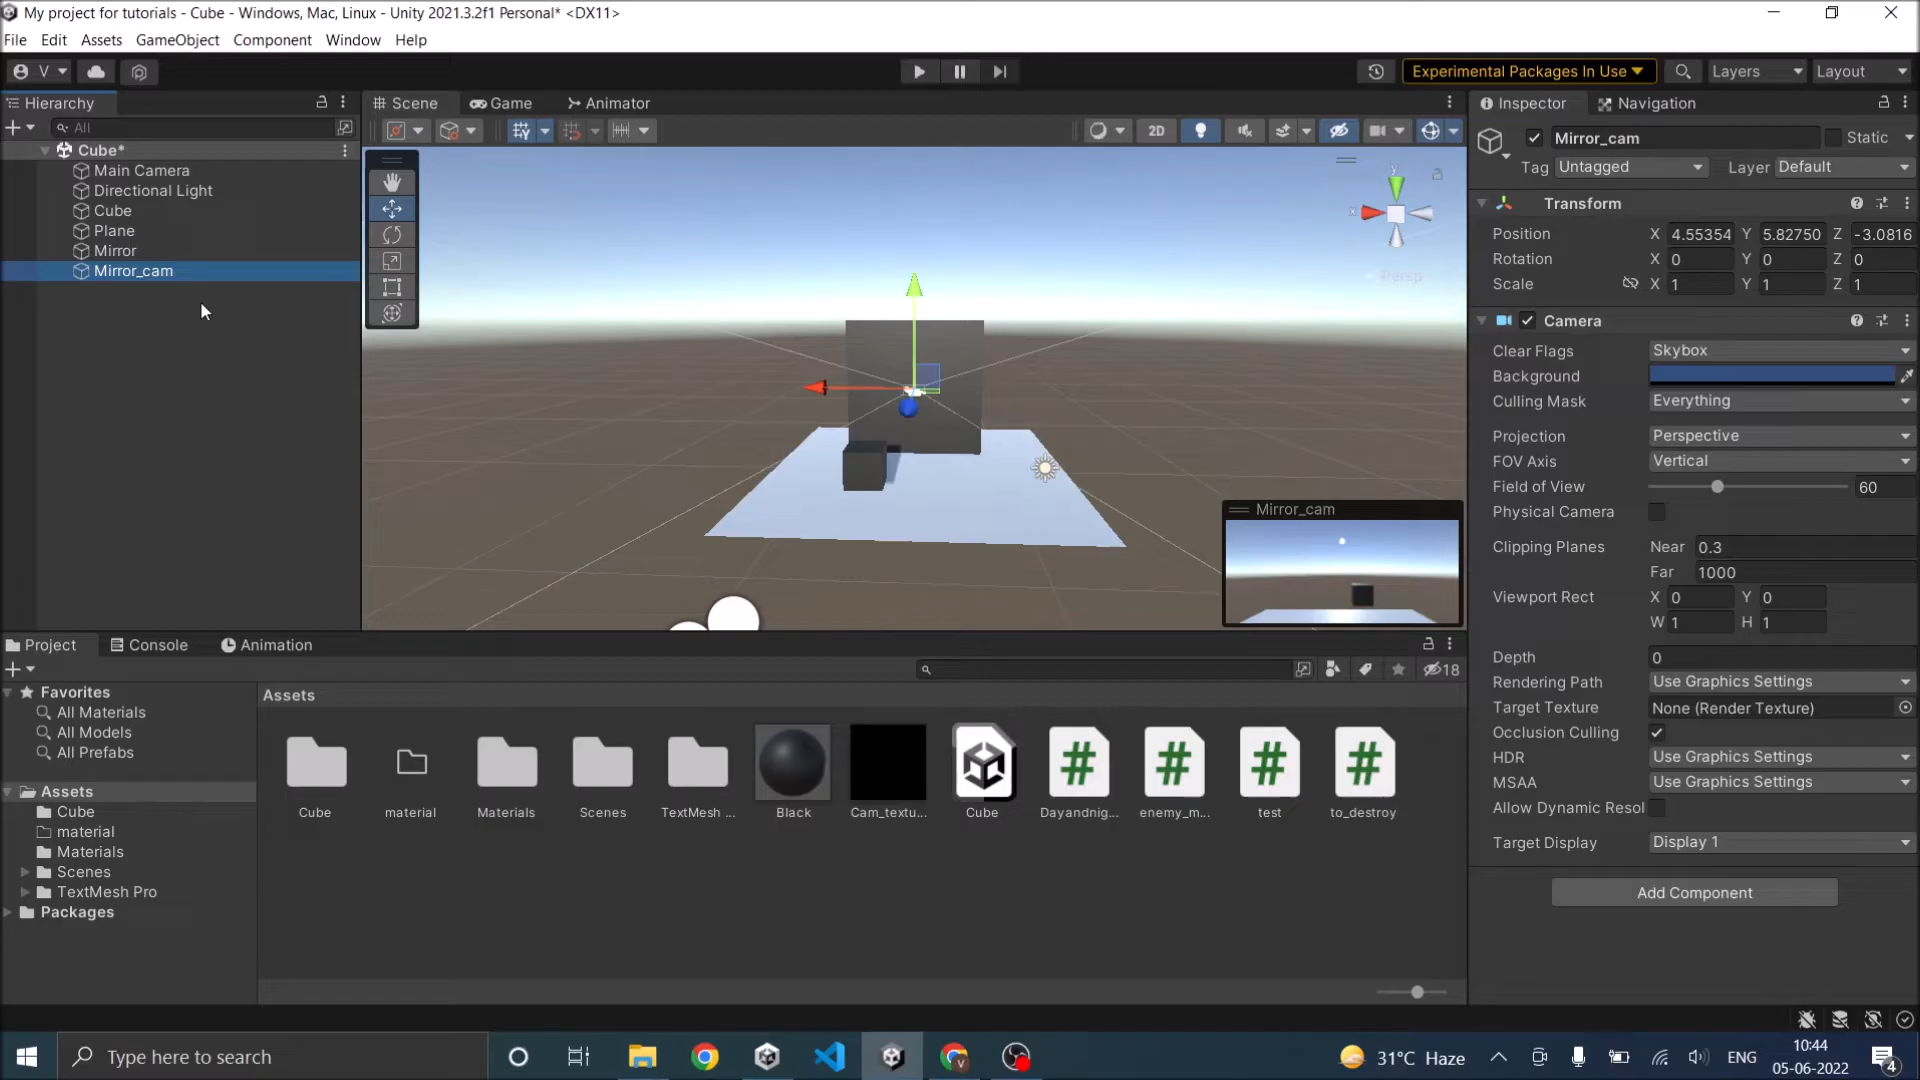 My project for tutorials - Cube - Windows, Mac, Linux - Unity 2021.3.2f1 Personal* <DX11>
File Edit Assets GameObject Component Window Help
V Experimental Packages In Use Layers Layout
Hierarchy
All
Cube*
Main Camera
Directional Light
Cube
Plane
Mirror
Mirror_cam
Scene Game Animator
2D
y
x
Persp
Mirror_cam
Inspector Navigation
Mirror_cam Static
Tag Untagged Layer Default
Transform
Position X 4.55354 Y 5.82750 Z -3.0816
Rotation X 0 Y 0 Z 0
Scale X 1 Y 1 Z 1
Camera
Clear Flags Skybox
Background
Culling Mask Everything
Projection Perspective
FOV Axis Vertical
Field of View 60
Physical Camera
Clipping Planes Near 0.3
Far 1000
Viewport Rect X 0 Y 0
W 1 H 1
Depth 0
Rendering Path Use Graphics Settings
Target Texture None (Render Texture)
Occlusion Culling
HDR Use Graphics Settings
MSAA Use Graphics Settings
Allow Dynamic Resol
Target Display Display 1
Add Component
Project Console Animation
18
Favorites
All Materials
All Models
All Prefabs
Assets
Cube
material
Materials
Scenes
TextMesh Pro
Packages
Assets
Cube material Materials Scenes TextMesh ... Black Cam_textu... Cube Dayandnig... enemy_m... test to_destroy
Type here to search
31°C Haze ENG 10:44
05-06-2022
4